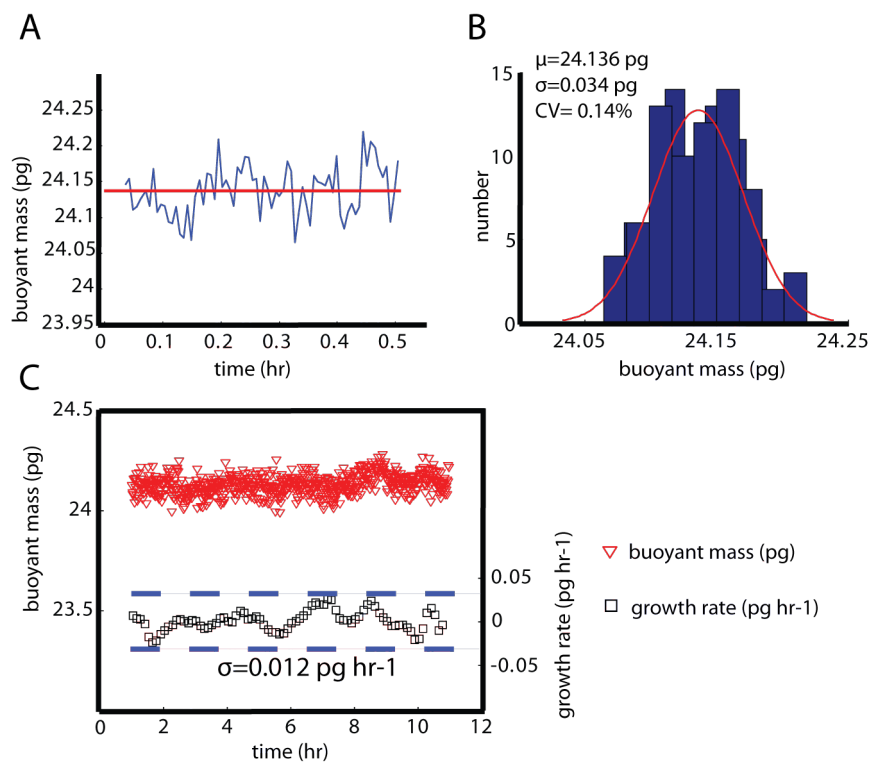 A
24.25
24.2
24.15
24.1
24.05
24
23.95
buoyant mass (pg)
0
0.1
0.2
0.3
0.4
0.5
time (hr)
B
μ=24.136 pg
σ=0.034 pg
CV= 0.14%
15
10
5
0
number
24.05
24.15
24.25
buoyant mass (pg)
C
24.5
24
23.5
buoyant mass (pg)
0.05
0
-0.05
growth rate (pg hr-1)
σ=0.012 pg hr-1
0
2
4
6
8
10
12
time (hr)
buoyant mass (pg)
growth rate (pg hr-1)